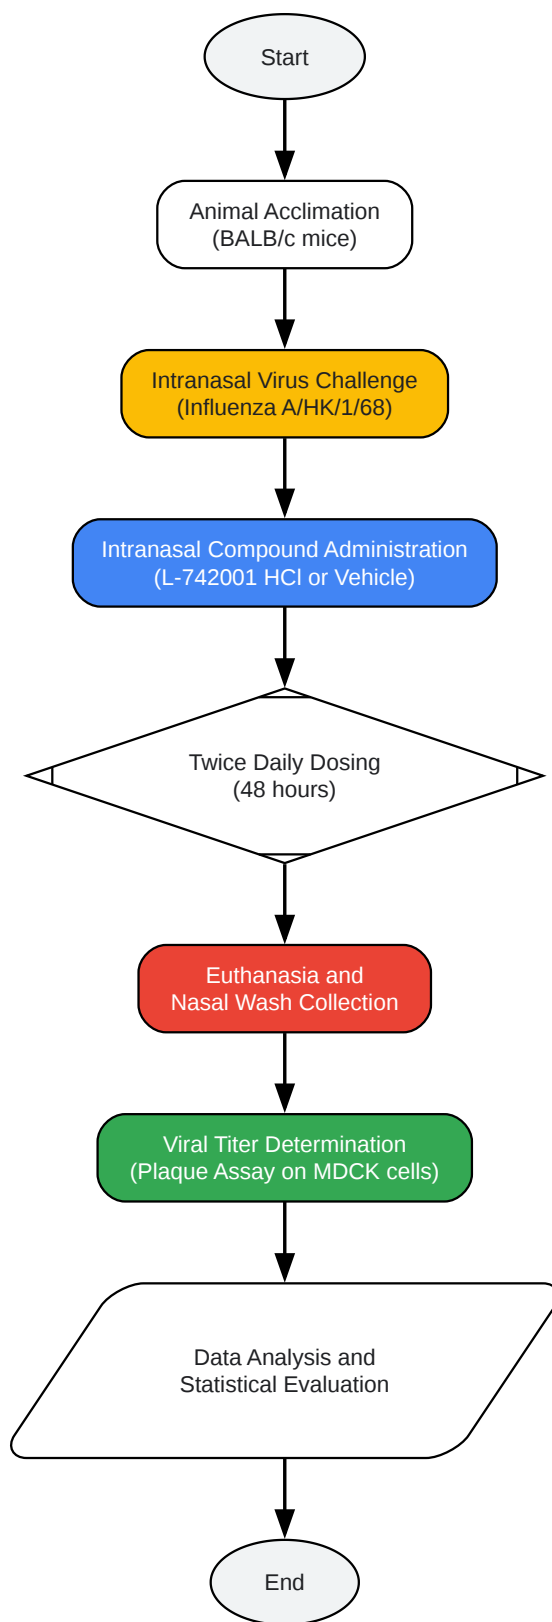 Start
Animal Acclimation
(BALB/c mice)
Intranasal Virus Challenge
(Influenza A/HK/1/68)
Intranasal Compound Administration
(L-742001 HCl or Vehicle)
Twice Daily Dosing
(48 hours)
Euthanasia and
Nasal Wash Collection
Viral Titer Determination
(Plaque Assay on MDCK cells)
Data Analysis and
Statistical Evaluation
End